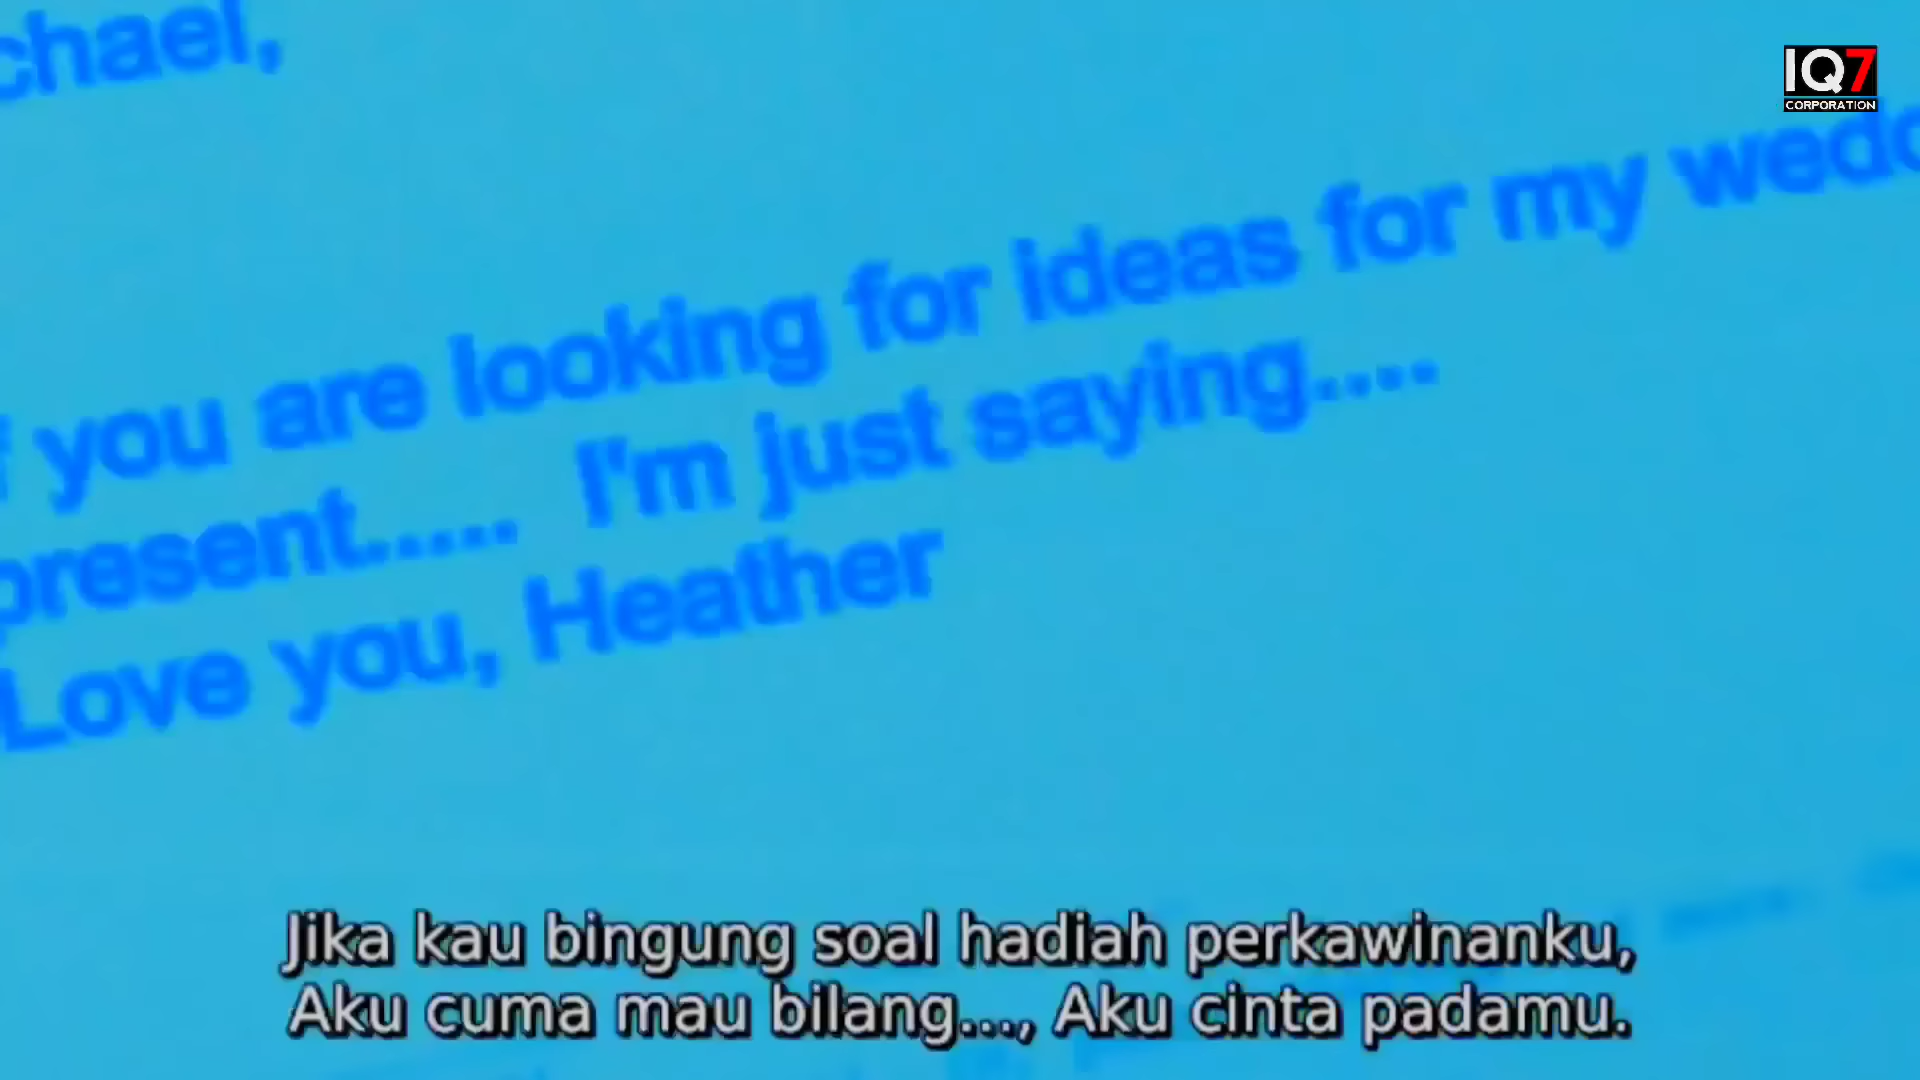 chael,
IQ7
CORPORATION
f you are looking for ideas for my wedd
present..... I'm just saying....
Love you, Heather
Jika kau bingung soal hadiah perkawinanku,
Aku cuma mau bilang..., Aku cinta padamu.